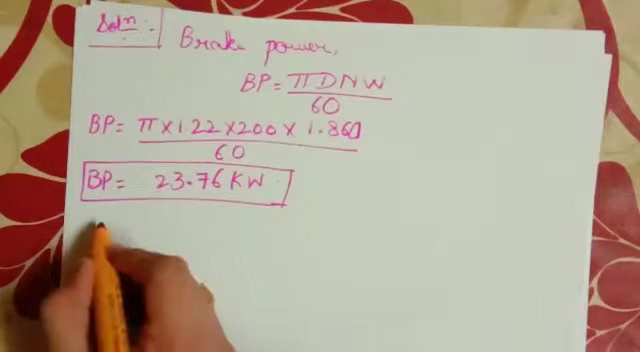 Soln:
Brake power,
BP = πDNW
60
BP = π×1.22×200×1.860
60
BP = 23.76 KW